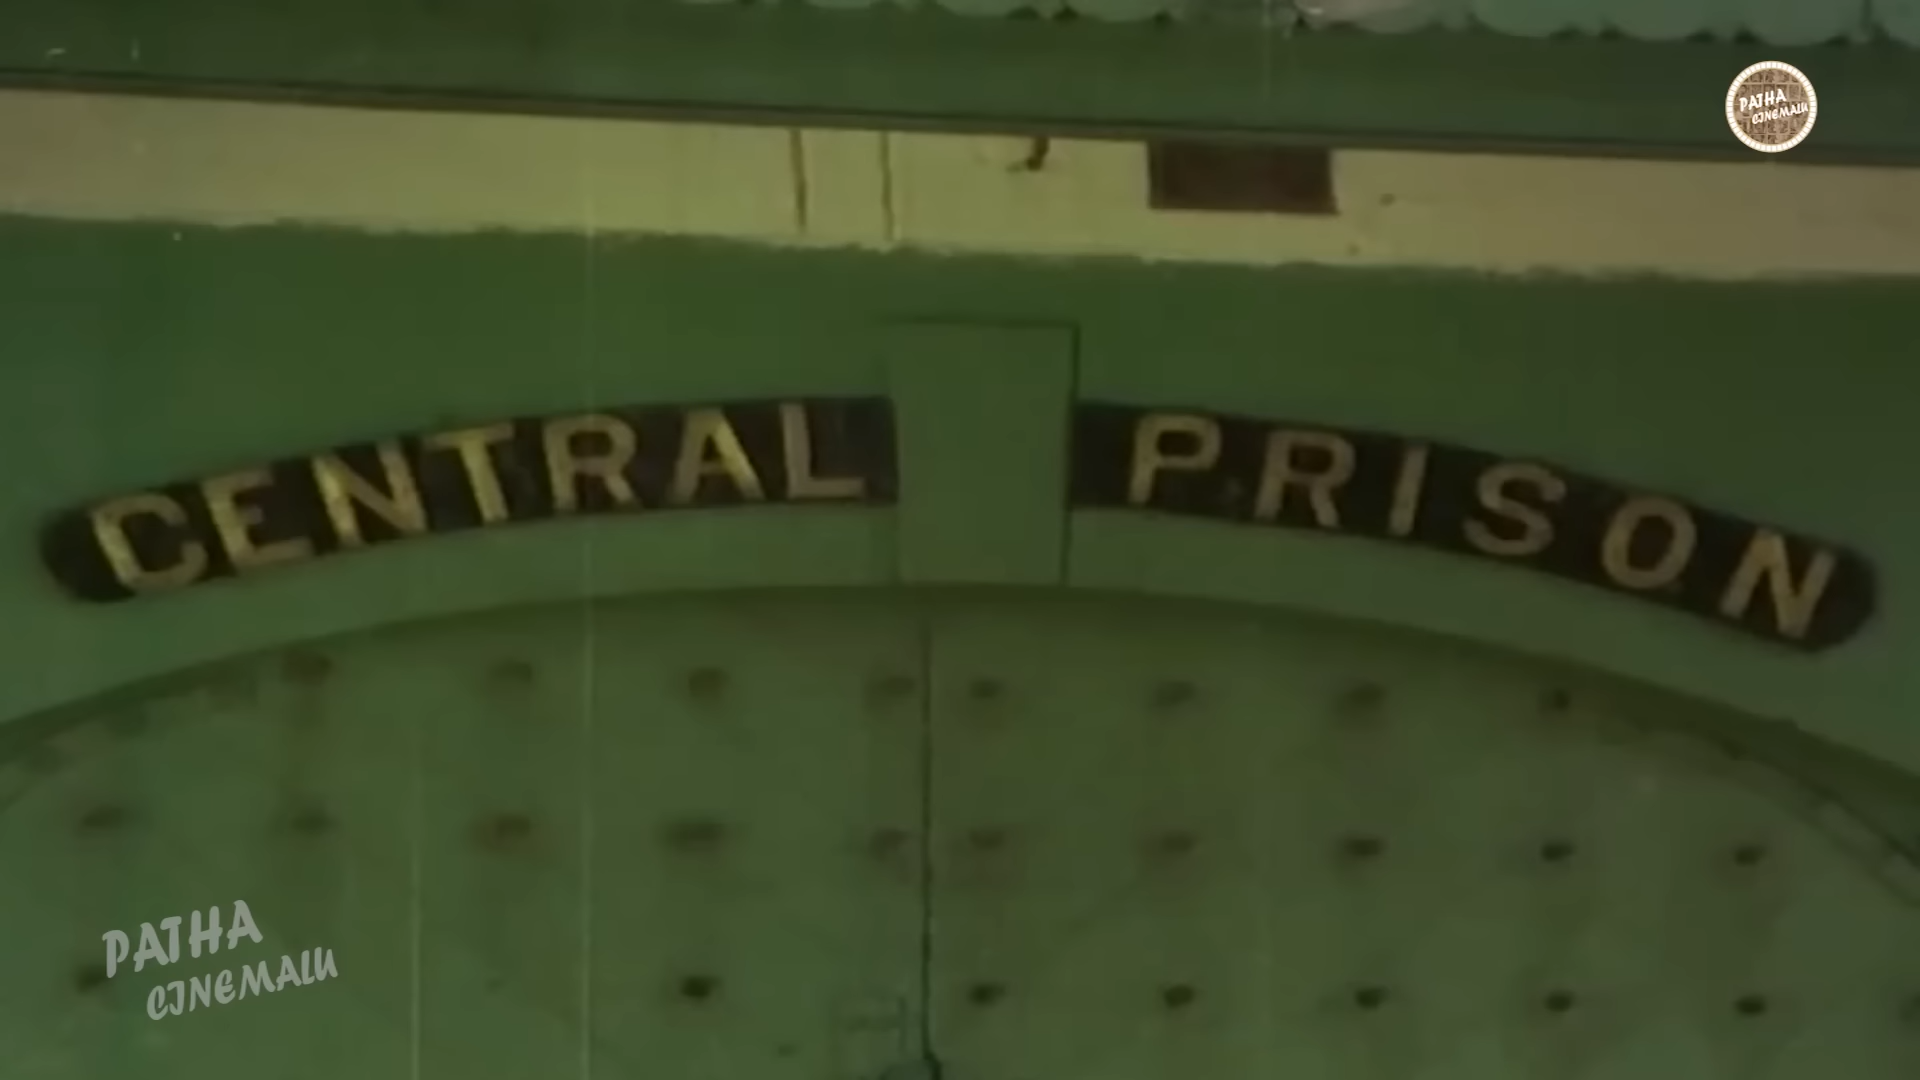 PATHA
CINEMALU
CENTRAL PRISON
PATHA
CINEMALU